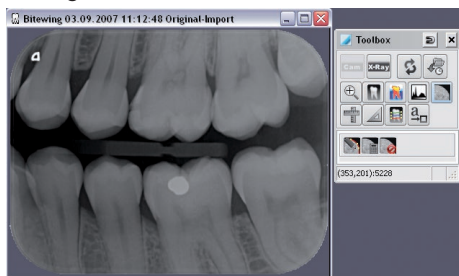 Bitewing 03.09.2007 11:12:48 Original-Import
Toolbox
Cam
X-Ray
a
(353,201):5228